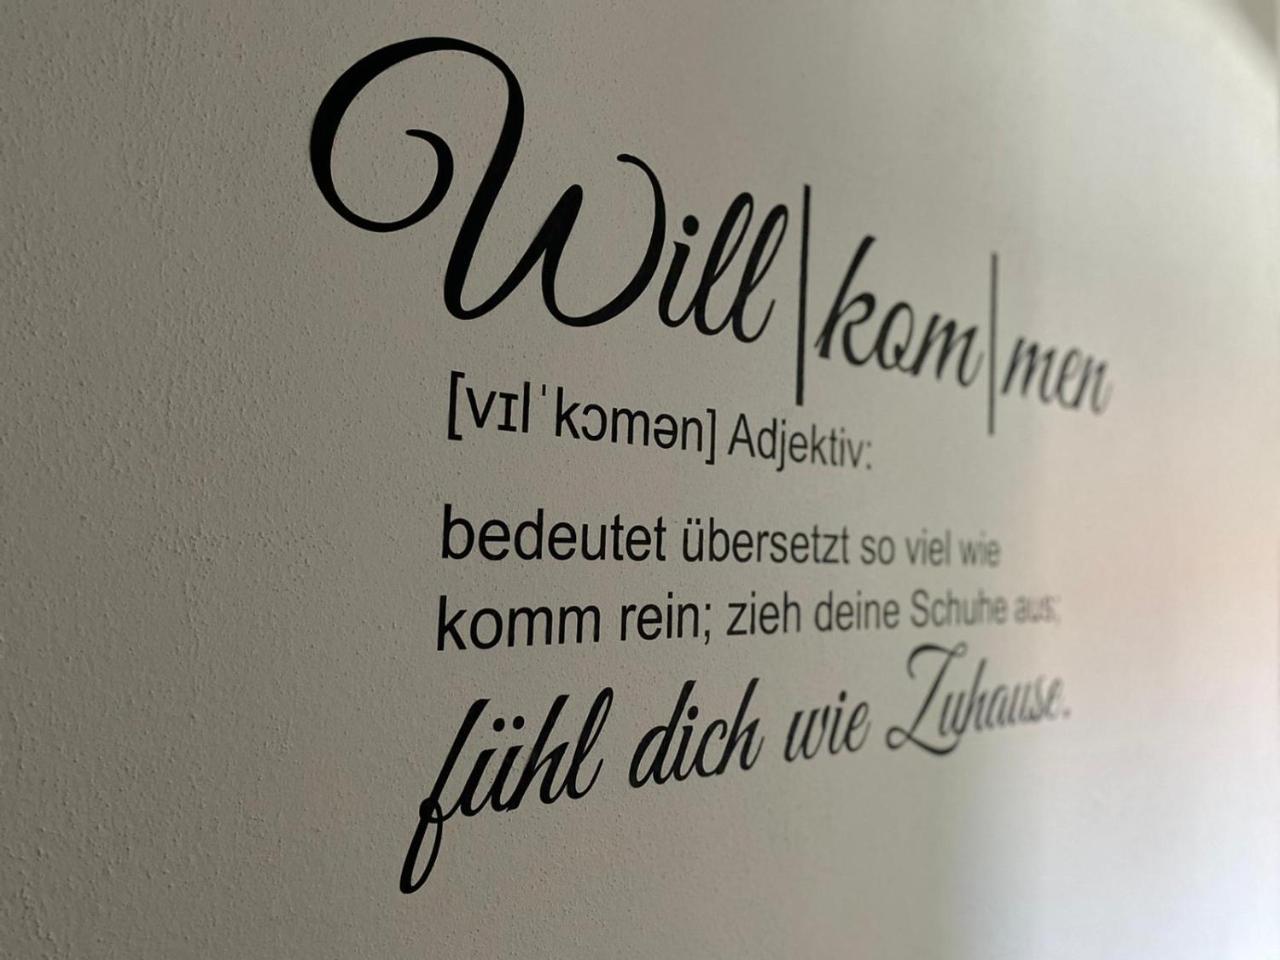 Will|kom|men
[vɪlˈkɔmən] Adjektiv:
bedeutet übersetzt so viel wie
komm rein; zieh deine Schuhe aus;
fühl dich wie Zuhause.